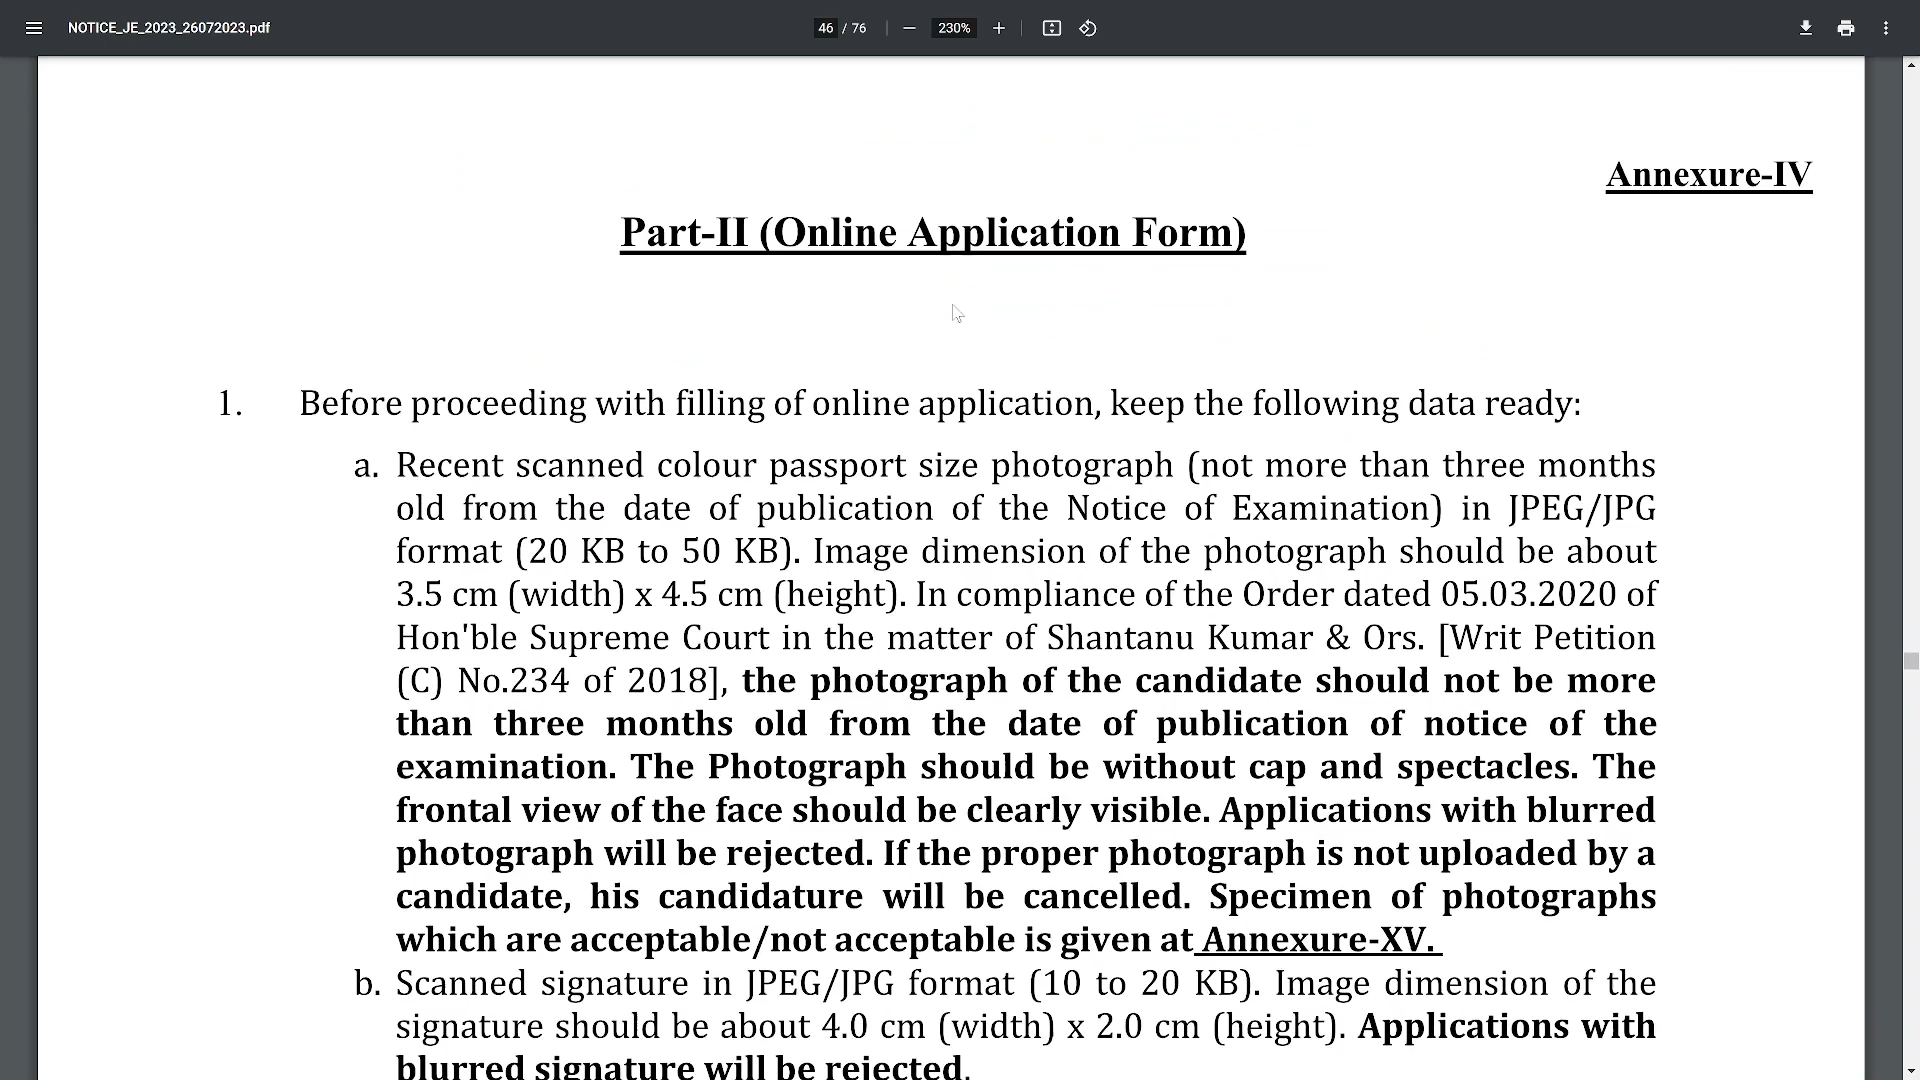 NOTICE_JE_2023_26072023.pdf
46 / 76
230%
Annexure-IV
Part-II (Online Application Form)
1. Before proceeding with filling of online application, keep the following data ready:
a. Recent scanned colour passport size photograph (not more than three months
old from the date of publication of the Notice of Examination) in JPEG/JPG
format (20 KB to 50 KB). Image dimension of the photograph should be about
3.5 cm (width) x 4.5 cm (height). In compliance of the Order dated 05.03.2020 of
Hon'ble Supreme Court in the matter of Shantanu Kumar & Ors. [Writ Petition
(C) No.234 of 2018], the photograph of the candidate should not be more
than three months old from the date of publication of notice of the
examination. The Photograph should be without cap and spectacles. The
frontal view of the face should be clearly visible. Applications with blurred
photograph will be rejected. If the proper photograph is not uploaded by a
candidate, his candidature will be cancelled. Specimen of photographs
which are acceptable/not acceptable is given at Annexure-XV.
b. Scanned signature in JPEG/JPG format (10 to 20 KB). Image dimension of the
signature should be about 4.0 cm (width) x 2.0 cm (height). Applications with
blurred signature will be rejected.